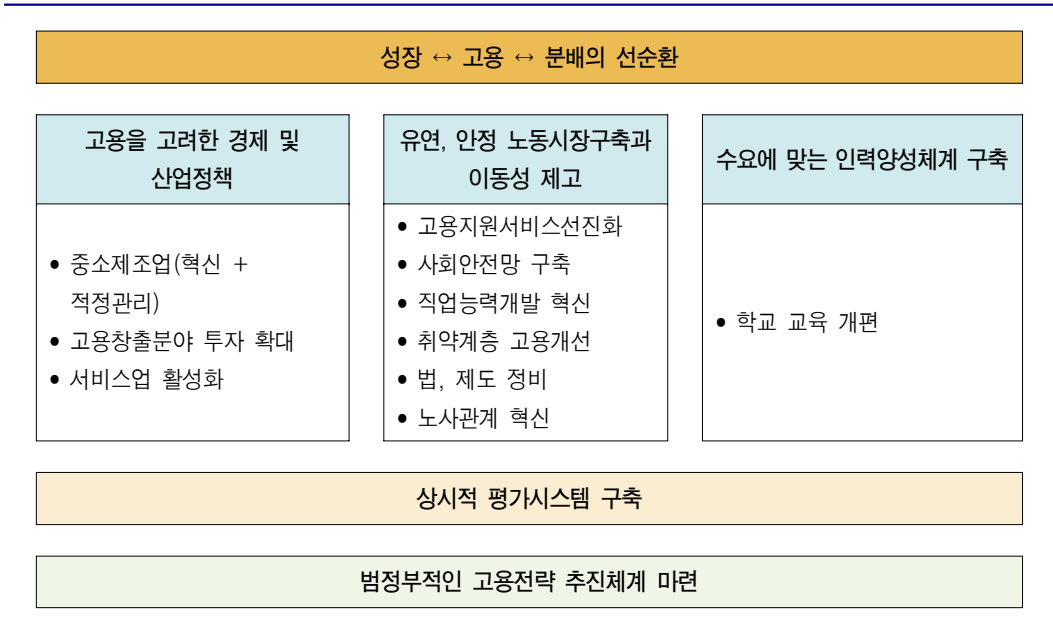 성장 ↔ 고용 ↔ 분배의 선순환
고용을 고려한 경제 및
산업정책
• 중소제조업(혁신 +
적정관리)
• 고용창출분야 투자 확대
• 서비스업 활성화
유연, 안정 노동시장구축과
이동성 제고
• 고용지원서비스선진화
• 사회안전망 구축
• 직업능력개발 혁신
• 취약계층 고용개선
• 법, 제도 정비
• 노사관계 혁신
수요에 맞는 인력양성체계 구축
• 학교 교육 개편
상시적 평가시스템 구축
범정부적인 고용전략 추진체계 마련